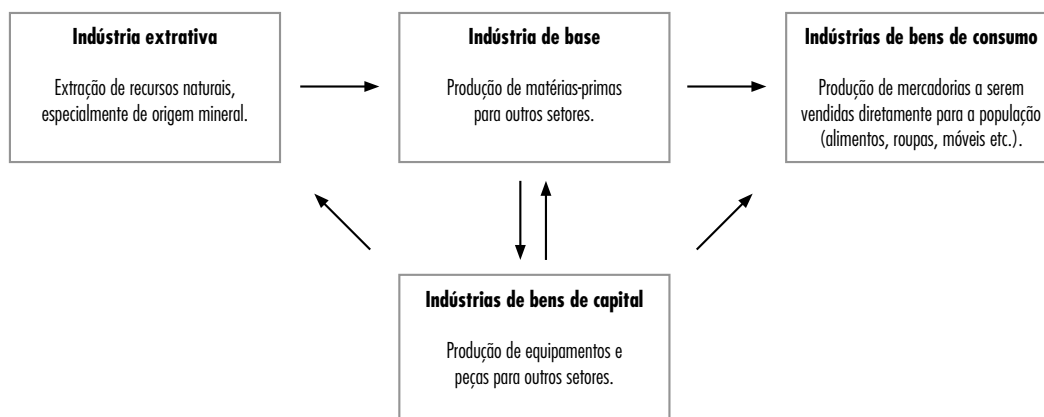 Indústria extrativa
Extração de recursos naturais,
especialmente de origem mineral.
Indústria de base
Produção de matérias-primas
para outros setores.
Indústrias de bens de consumo
Produção de mercadorias a serem
vendidas diretamente para a população
(alimentos, roupas, móveis etc.).
Indústrias de bens de capital
Produção de equipamentos e
peças para outros setores.